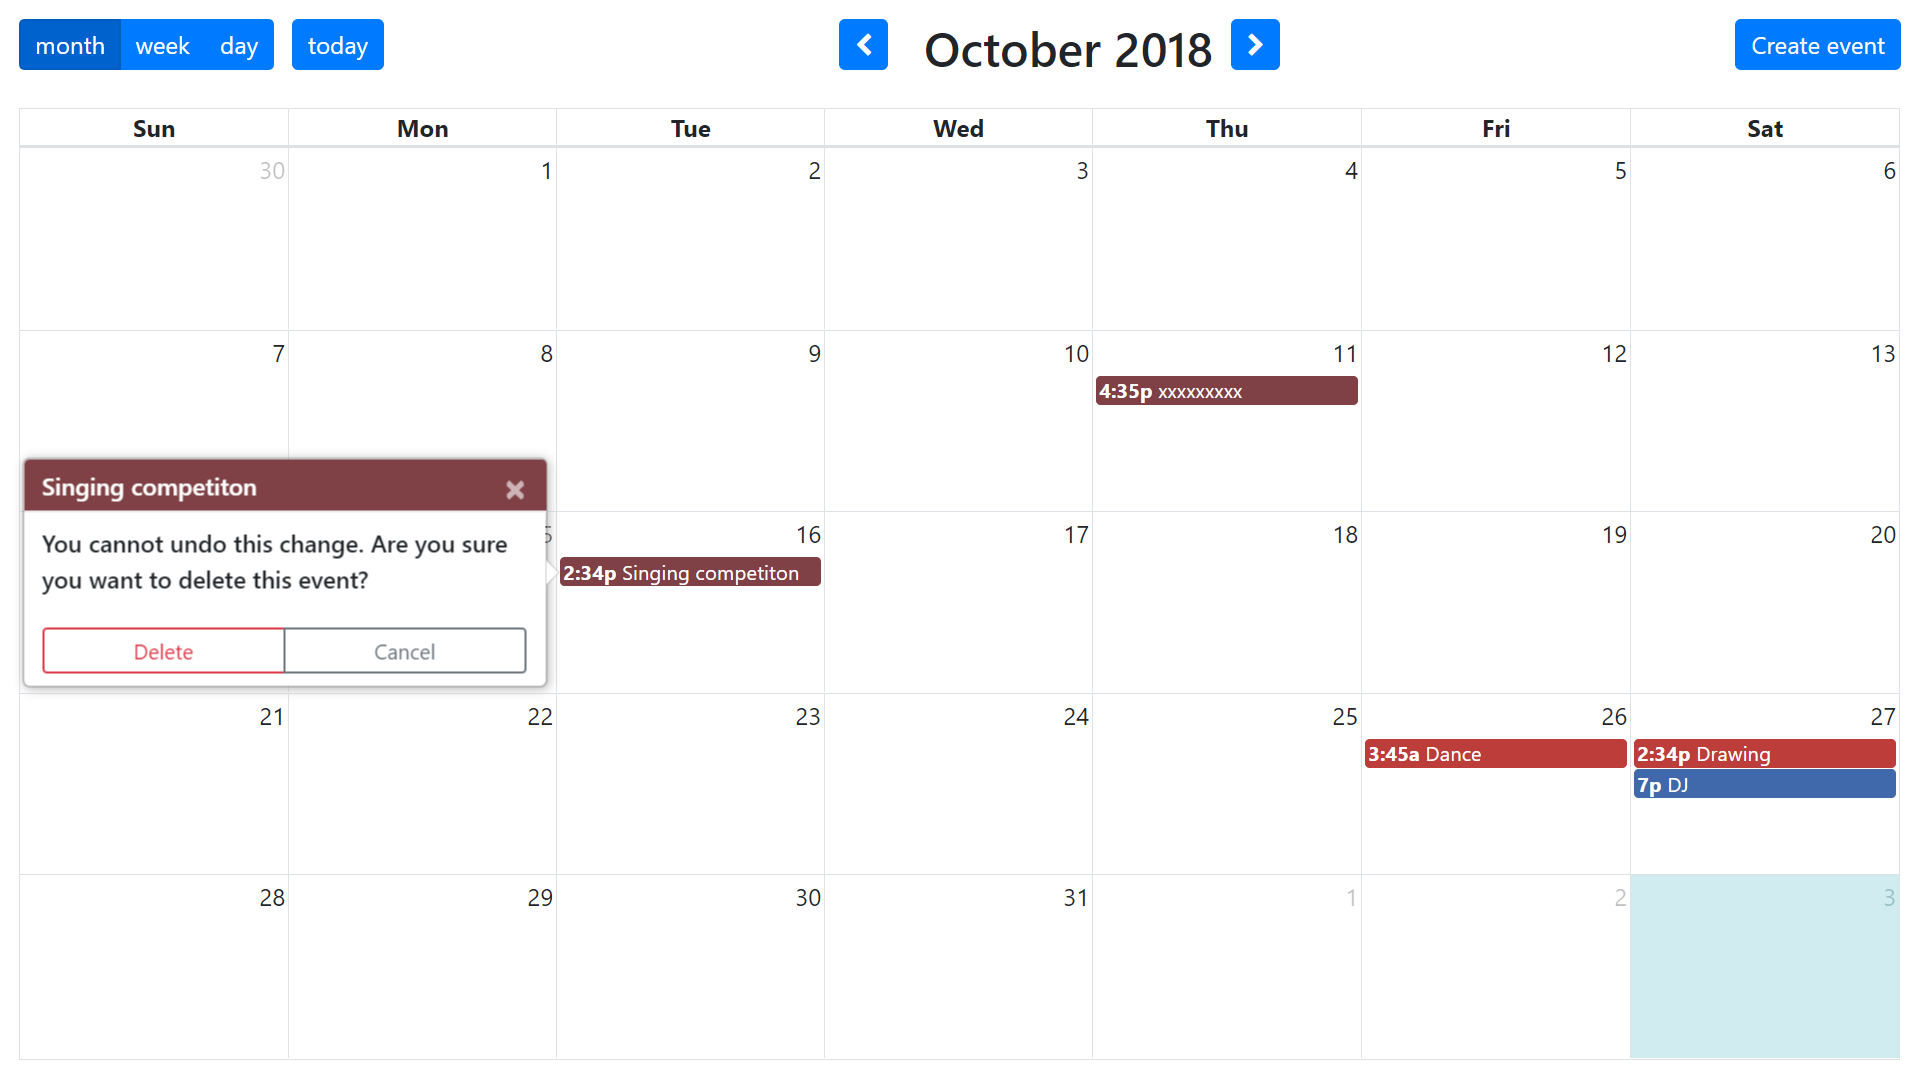 month week day today October 2018 Create event
Sun Mon Tue Wed Thu Fri Sat
30 1 2 3 4 5 6
7 8 9 10 11 12 13
4:35p xxxxxxxxx
Singing competiton
You cannot undo this change. Are you sure
you want to delete this event?
Delete Cancel
5 16 17 18 19 20
2:34p Singing competiton
21 22 23 24 25 26 27
3:45a Dance 2:34p Drawing
7p DJ
28 29 30 31 1 2 3